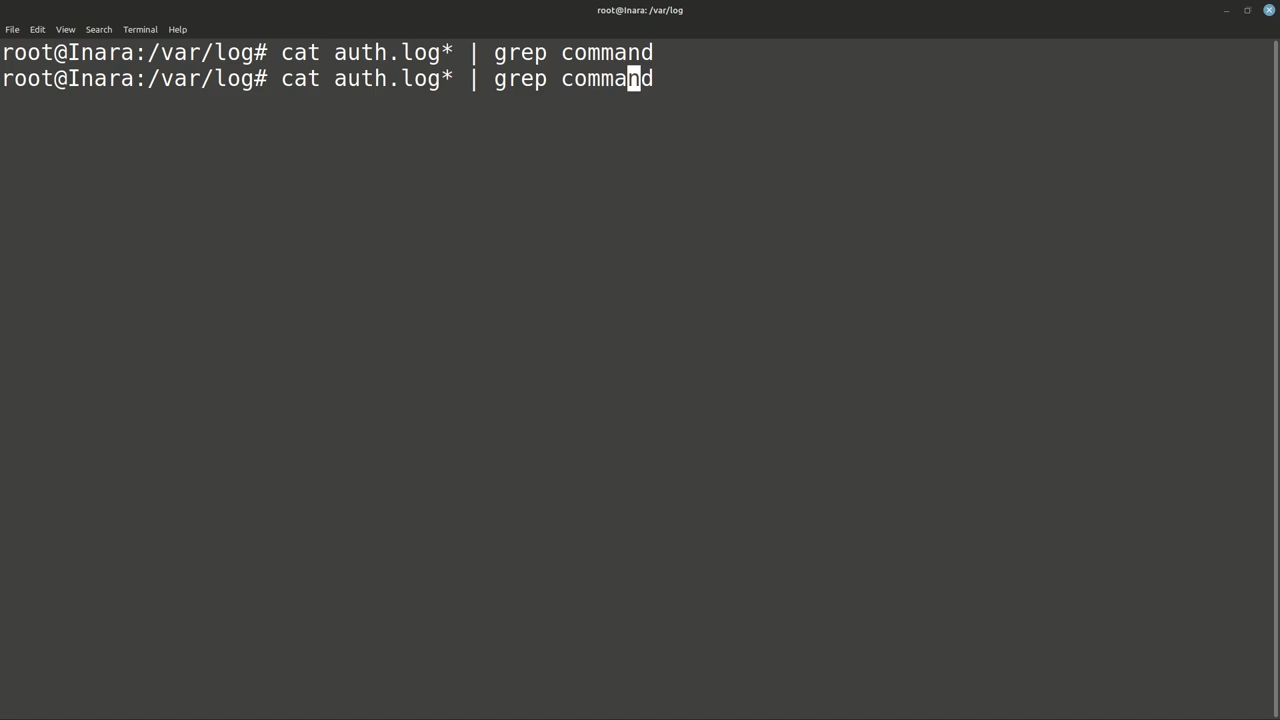 root@Inara: /var/log
File Edit View Search Terminal Help
root@Inara:/var/log# cat auth.log* | grep command
root@Inara:/var/log# cat auth.log* | grep command